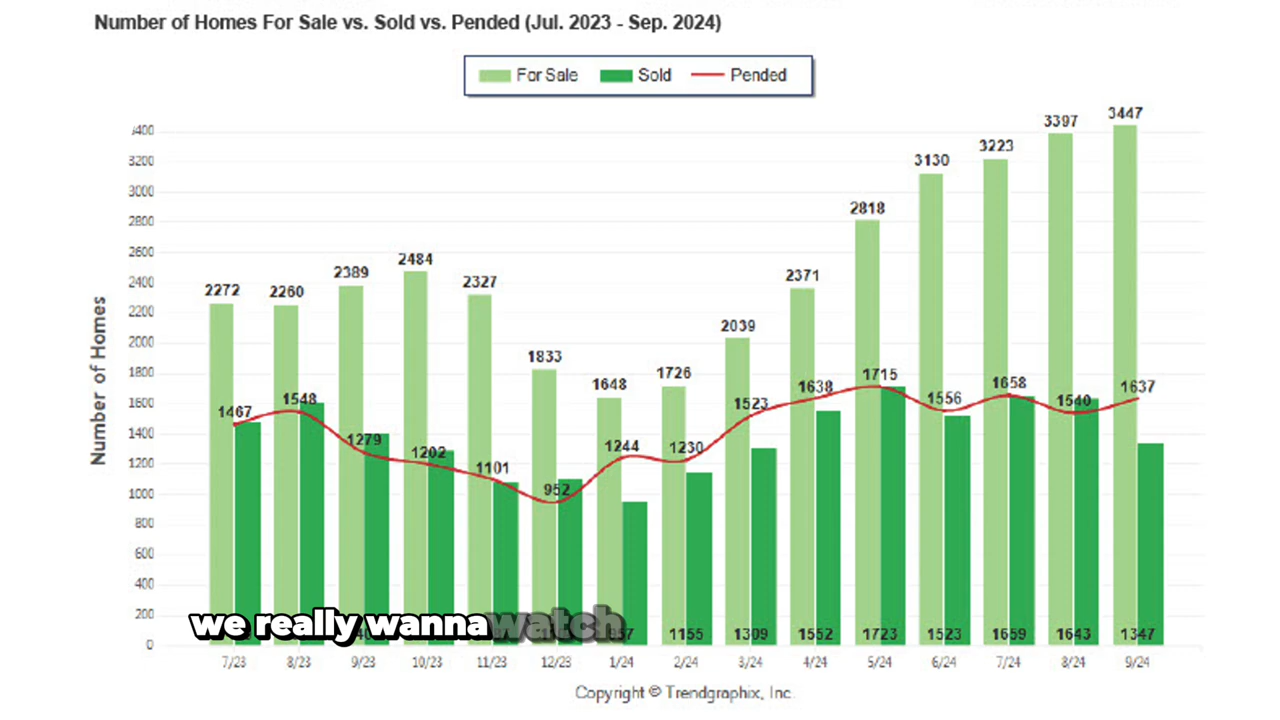 Number of Homes For Sale vs. Sold vs. Pended (Jul. 2023 - Sep. 2024)
For Sale Sold Pended
Number of Homes
3200
3000
2800
2600
2400
2200
2000
1800
1600
1400
1200
1000
800
600
400
200
0
2272 2260 2389 2484 2327 1833 1648 1726 2039 2371 2818 3130 3223 3397 3447
1467 1548 1279 1202 1101 952 1244 1230 1523 1638 1715 1556 1658 1540 1637
we really wanna watch
1155 1309 1552 1723 1523 1659 1643 1347
7/23 8/23 9/23 10/23 11/23 12/23 1/24 2/24 3/24 4/24 5/24 6/24 7/24 8/24 9/24
Copyright © Trendgraphix, Inc.